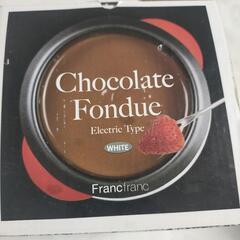 Chocolate
Fondue
Electric Type
WHITE
Francfranc